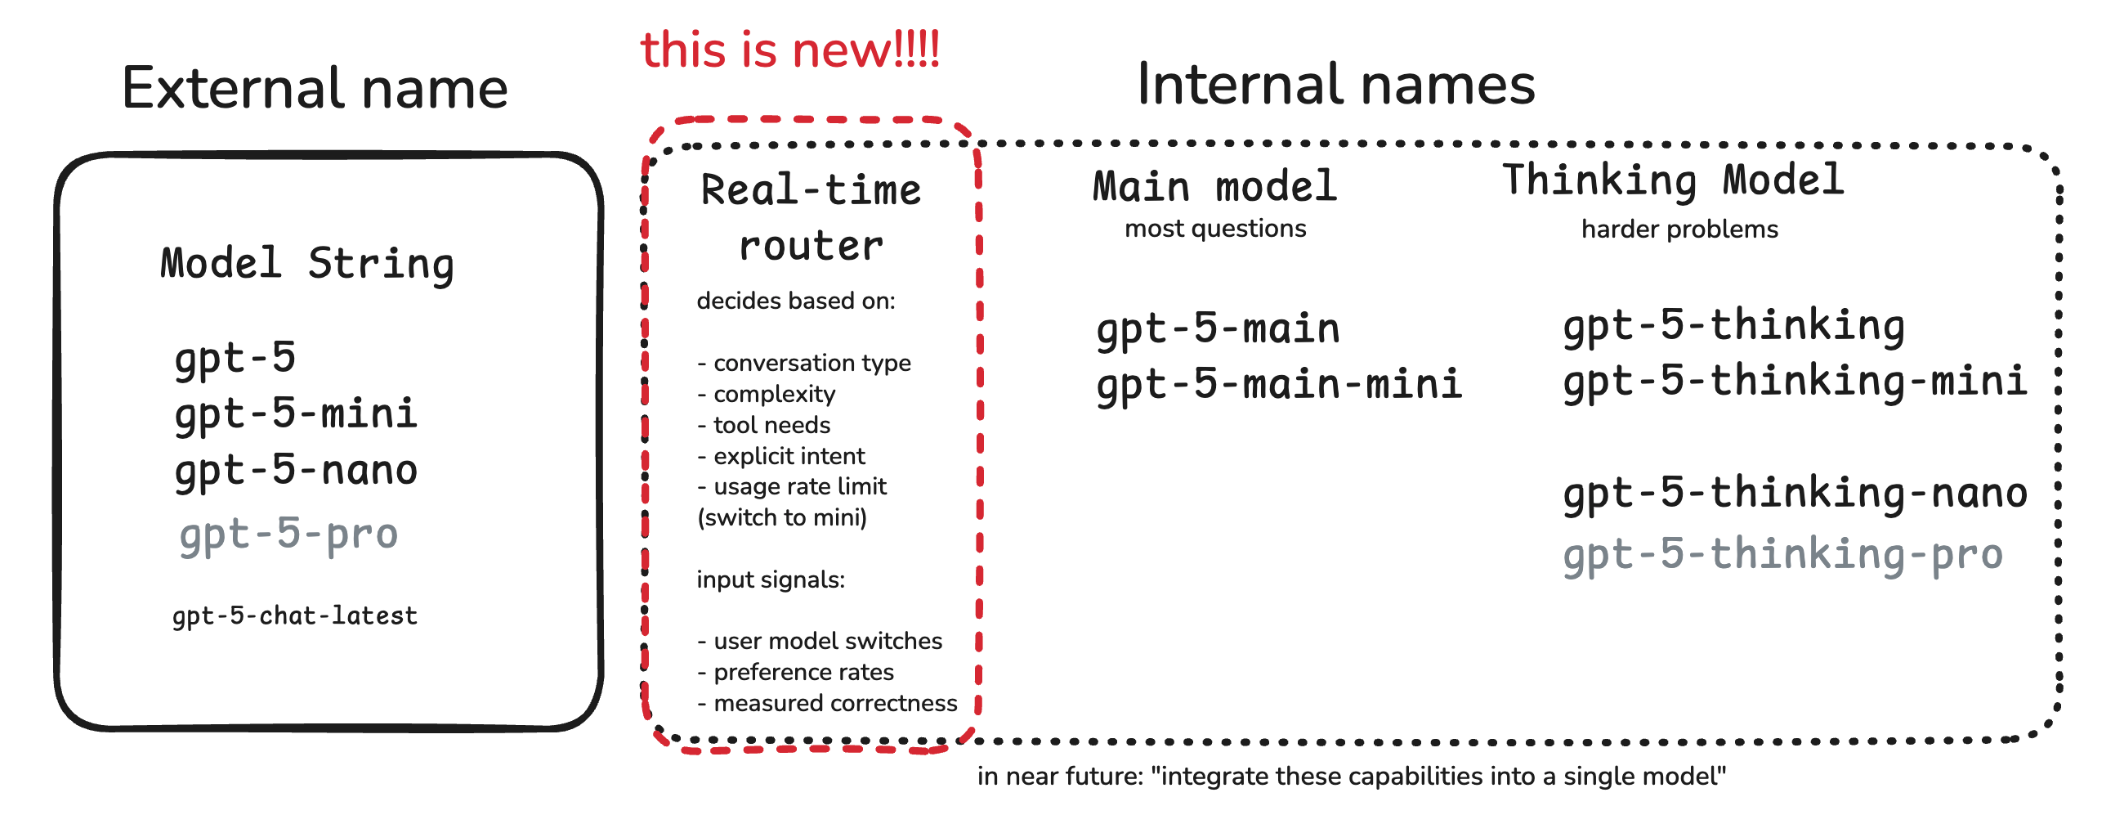 this is new!!!!
External name
Internal names
Model String
gpt-5
gpt-5-mini
gpt-5-nano
gpt-5-pro
gpt-5-chat-latest
Real-time
router
decides based on:
- conversation type
- complexity
- tool needs
- explicit intent
- usage rate limit
(switch to mini)
input signals:
- user model switches
- preference rates
- measured correctness
Main model
most questions
gpt-5-main
gpt-5-main-mini
Thinking Model
harder problems
gpt-5-thinking
gpt-5-thinking-mini
gpt-5-thinking-nano
gpt-5-thinking-pro
in near future: "integrate these capabilities into a single model"